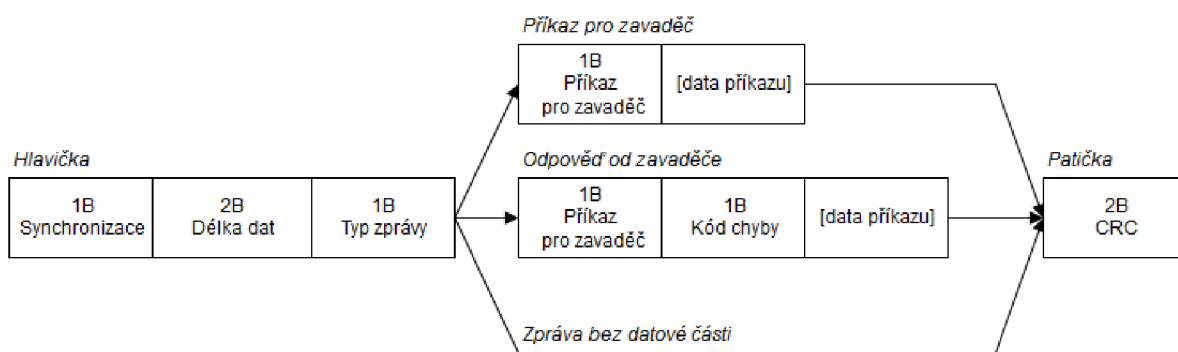 Příkaz pro zavaděč
1B
Příkaz
pro zavaděč
[data příkazu]
Hlavička
1B
Synchronizace
2B
Délka dat
1B
Typ zprávy
Odpověď od zavaděče
1B
Příkaz
pro zavaděč
1B
Kód chyby
[data příkazu]
Patička
2B
CRC
Zpráva bez datové části